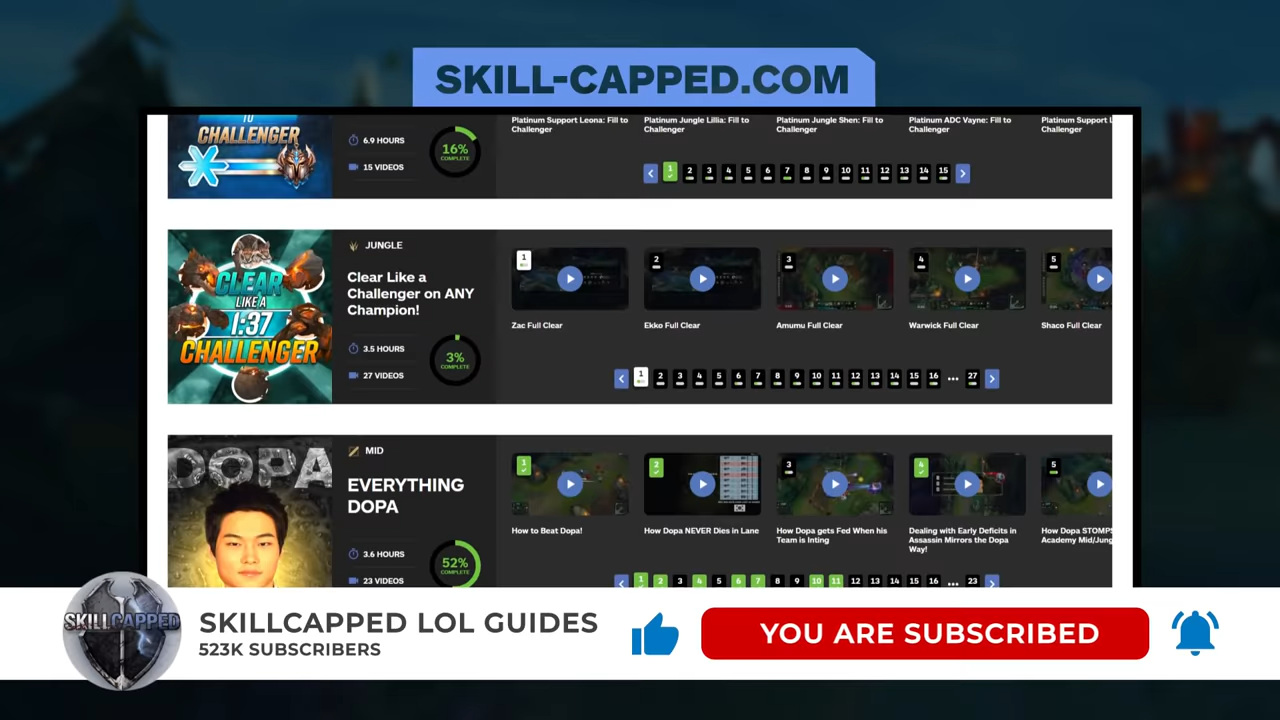 SKILL-CAPPED.COM
TO
CHALLENGER
6.9 HOURS
15 VIDEOS
16%
COMPLETE
Platinum Support Leona: Fill to
Challenger
Platinum Jungle Lillia: Fill to
Challenger
Platinum Jungle Shen: Fill to
Challenger
Platinum ADC Vayne: Fill to
Challenger
Platinum Support L
Challenger
1 2 3 4 5 6 7 8 9 10 11 12 13 14 15
CLEAR
LIKE A
1:37
CHALLENGER
JUNGLE
Clear Like a
Challenger on ANY
Champion!
3.5 HOURS
27 VIDEOS
3%
COMPLETE
1
2
3
4
5
Zac Full Clear
Ekko Full Clear
Amumu Full Clear
Warwick Full Clear
Shaco Full Clear
1 2 3 4 5 6 7 8 9 10 11 12 13 14 15 16 ... 27
DOPA
MID
EVERYTHING
DOPA
3.6 HOURS
23 VIDEOS
52%
COMPLETE
1
2
3
4
5
How to Beat Dopa!
How Dopa NEVER Dies in Lane
How Dopa gets Fed When his
Team is Inting
Dealing with Early Deficits in
Assassin Mirrors the Dopa
Way!
How Dopa STOMPS
Academy Mid/Jung
1 2 3 4 5 6 7 8 9 10 11 12 13 14 15 16 ... 23
SKILLCAPPED
SKILLCAPPED LOL GUIDES
523K SUBSCRIBERS
YOU ARE SUBSCRIBED